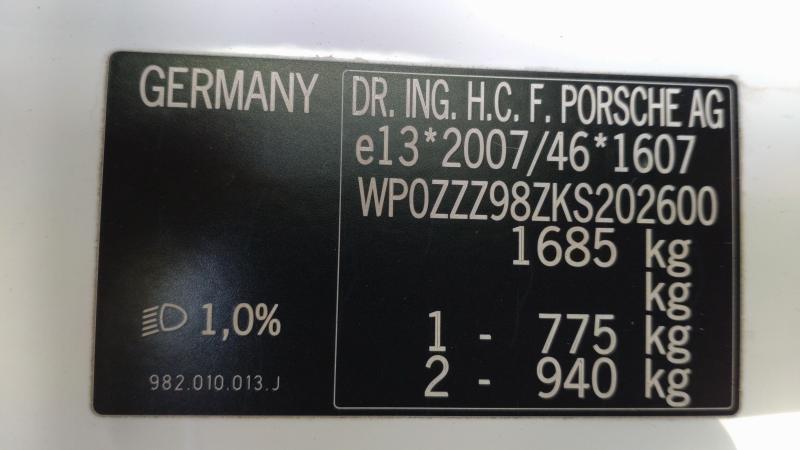 GERMANY
DR. ING. H.C. F. PORSCHE AG
e13*2007/46*1607
WP0ZZZ98ZKS202600
1685 kg
kg
1 - 775 kg
2 - 940 kg
1,0%
982.010.013.J